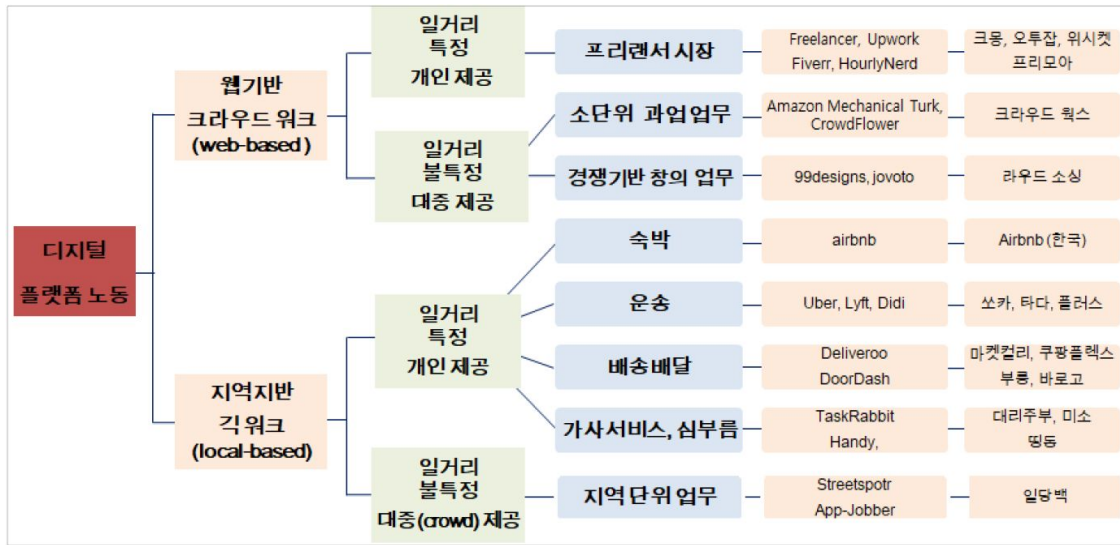 디지털
플랫폼 노동
웹기반
크라우드 워크
(web-based )
일거리
특정
개인 제공
프리랜서 시장
Freelancer, Upwork
Fiverr, HourlyNerd
크몽, 오투잡, 위시켓
프리모아
일거리
불특정
대중 제공
소단위 과업 업무
Amazon Mechanical Turk,
CrowdFlower
크라우드 웍스
경쟁기반 창의 업무
99designs, jovoto
라우드 소싱
지역지반
긱 워크
(local-based)
일거리
특정
개인 제공
숙박
airbnb
Airbnb (한국)
운송
Uber, Lyft, Didi
쏘카, 타다, 플러스
배송배달
Deliveroo
DoorDash
마켓컬리, 쿠팡플렉스
부릉, 바로고
가사서비스, 심부름
TaskRabbit
Handy,
대리주부, 미소
띵동
일거리
불특정
대중(crowd) 제공
지역 단위 업무
Streetspotr
App-Jobber
일당백